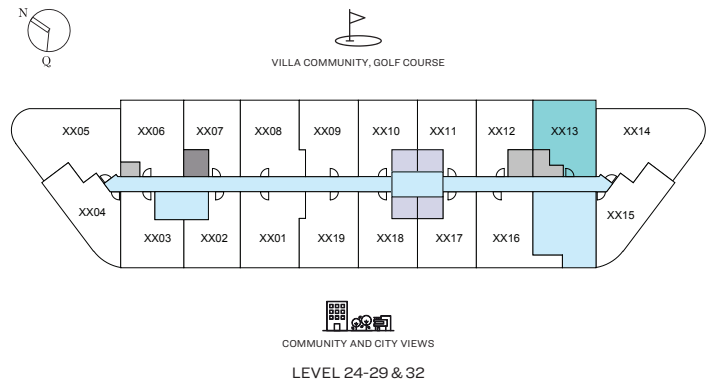 N
Q
VILLA COMMUNITY, GOLF COURSE
XX05 XX06 XX07 XX08 XX09 XX10 XX11 XX12 XX13 XX14
XX04 XX15
XX03 XX02 XX01 XX19 XX18 XX17 XX16
COMMUNITY AND CITY VIEWS
LEVEL 24-29 & 32